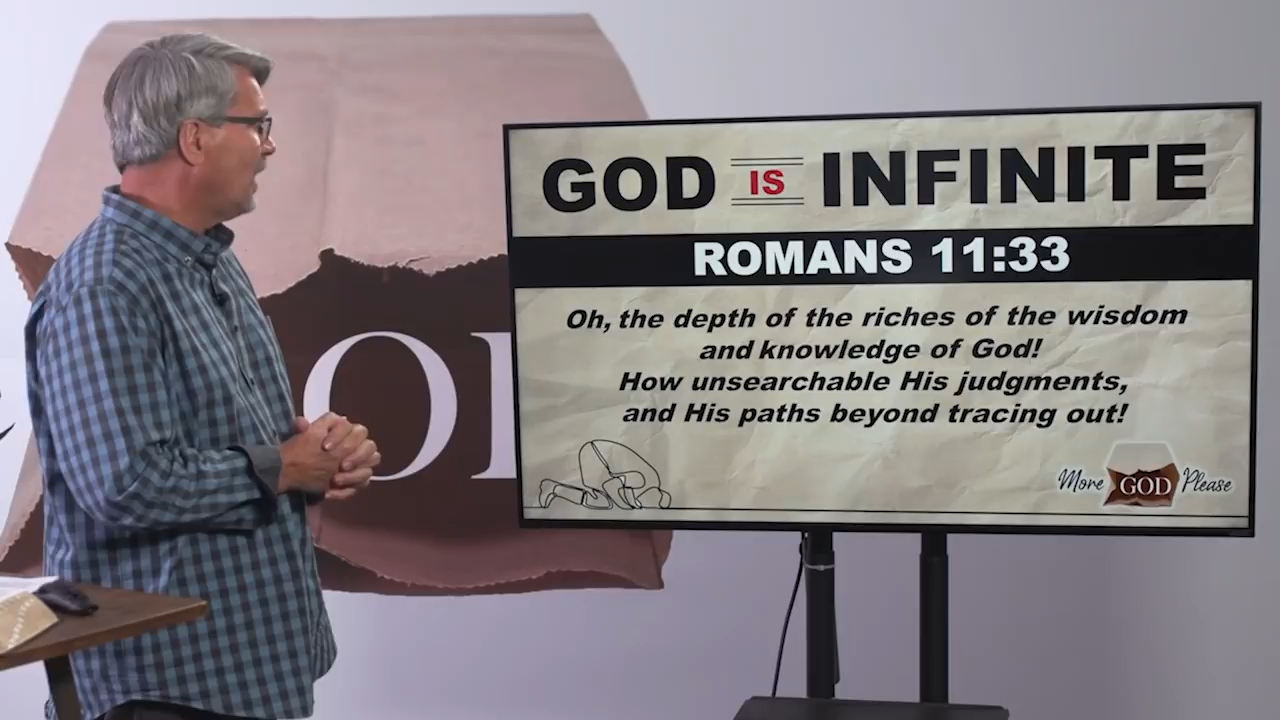 GOD IS INFINITE
ROMANS 11:33
Oh, the depth of the riches of the wisdom
and knowledge of God!
How unsearchable His judgments,
and His paths beyond tracing out!
More GOD Please